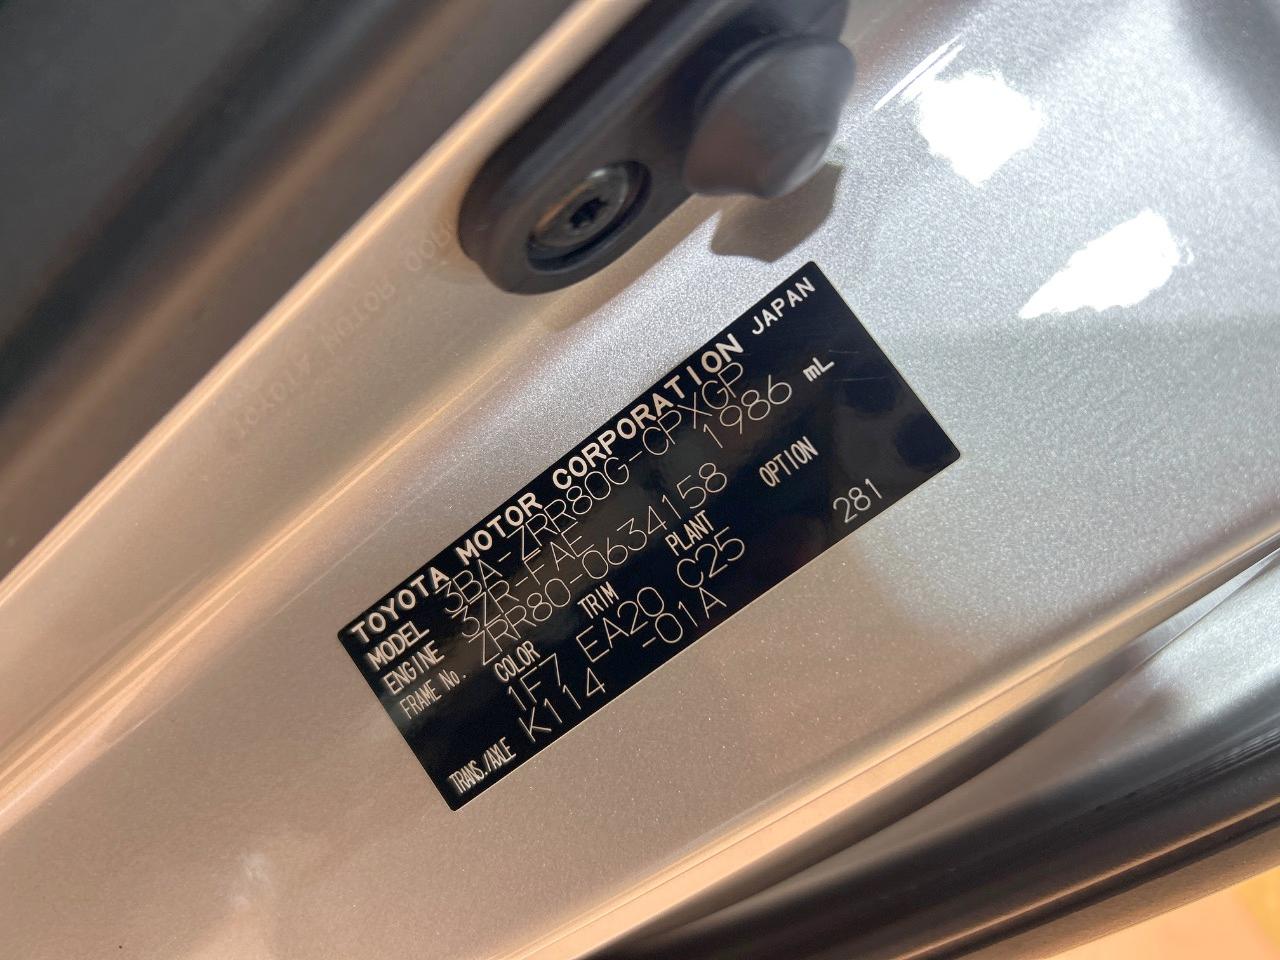 TOYOTA MOTOR CORPORATION JAPAN
MODEL 3BA-ZRR80G-CPXGP
ENGINE 3ZR-FAE 1986 mL
FRAME No. ZRR80-0634158
COLOR TRIM PLANT OPTION
1F7 EA20 C25 281
TRANS./AXLE K114 -01A